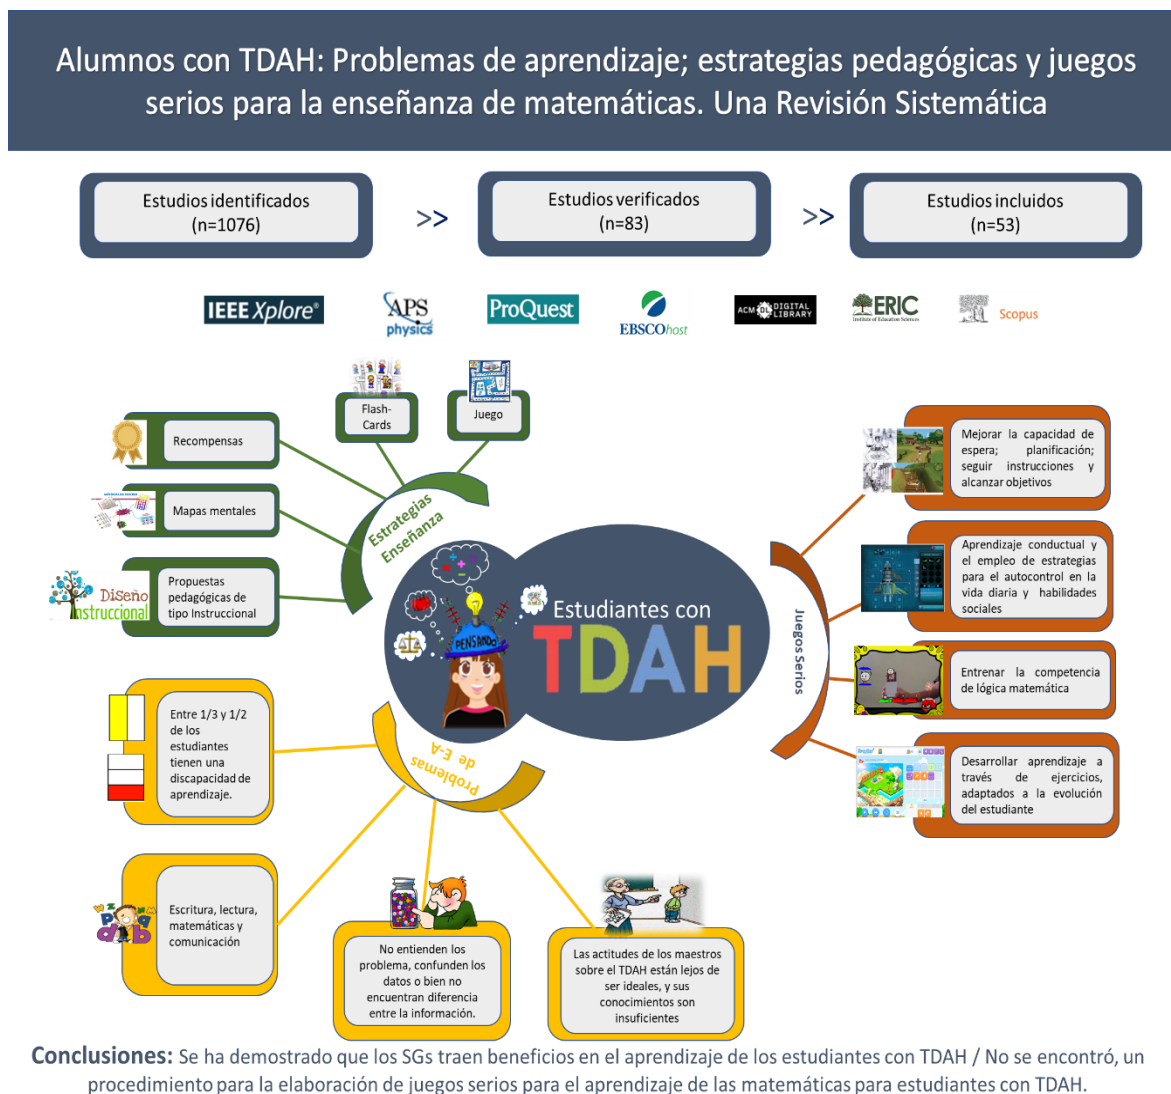 Alumnos con TDAH: Problemas de aprendizaje; estrategias pedagógicas y juegos
serios para la enseñanza de matemáticas. Una Revisión Sistemática
Estudios identificados
(n=1076)
>>
Estudios verificados
(n=83)
>>
Estudios incluidos
(n=53)
IEEE Xplore®
APS
physics
ProQuest
EBSCOhost
ACM DL DIGITAL
LIBRARY
ERIC
Institute of Education Sciences
Scopus
Flash-
Cards
Juego
Recompensas
Mapas mentales
Diseño
Instruccional
Propuestas
pedagógicas de
tipo Instruccional
Estrategias
Enseñanza
PENSANDO
Estudiantes con
TDAH
Juegos Serios
Mejorar la capacidad de
espera; planificación;
seguir instrucciones y
alcanzar objetivos
Aprendizaje conductual y
el empleo de estrategias
para el autocontrol en la
vida diaria y habilidades
sociales
Entrenar la competencia
de lógica matemática
Desarrollar aprendizaje a
través de ejercicios,
adaptados a la evolución
del estudiante
Problemas
de E-A
Entre 1/3 y 1/2
de los
estudiantes
tienen una
discapacidad de
aprendizaje.
Escritura, lectura,
matemáticas y
comunicación
No entienden los
problema, confunden los
datos o bien no
encuentran diferencia
entre la información.
Las actitudes de los maestros
sobre el TDAH están lejos de
ser ideales, y sus
conocimientos son
insuficientes
Conclusiones: Se ha demostrado que los SGs traen beneficios en el aprendizaje de los estudiantes con TDAH / No se encontró, un
procedimiento para la elaboración de juegos serios para el aprendizaje de las matemáticas para estudiantes con TDAH.